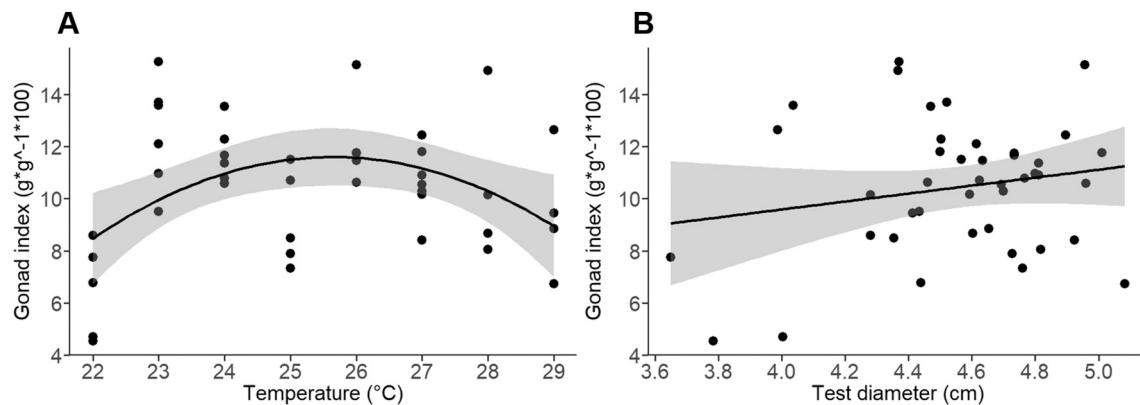 A
Gonad index (g*g^-1*100)
14
12
10
8
6
4
22 23 24 25 26 27 28 29
Temperature (°C)
B
Gonad index (g*g^-1*100)
14
12
10
8
6
4
3.6 3.8 4.0 4.2 4.4 4.6 4.8 5.0
Test diameter (cm)